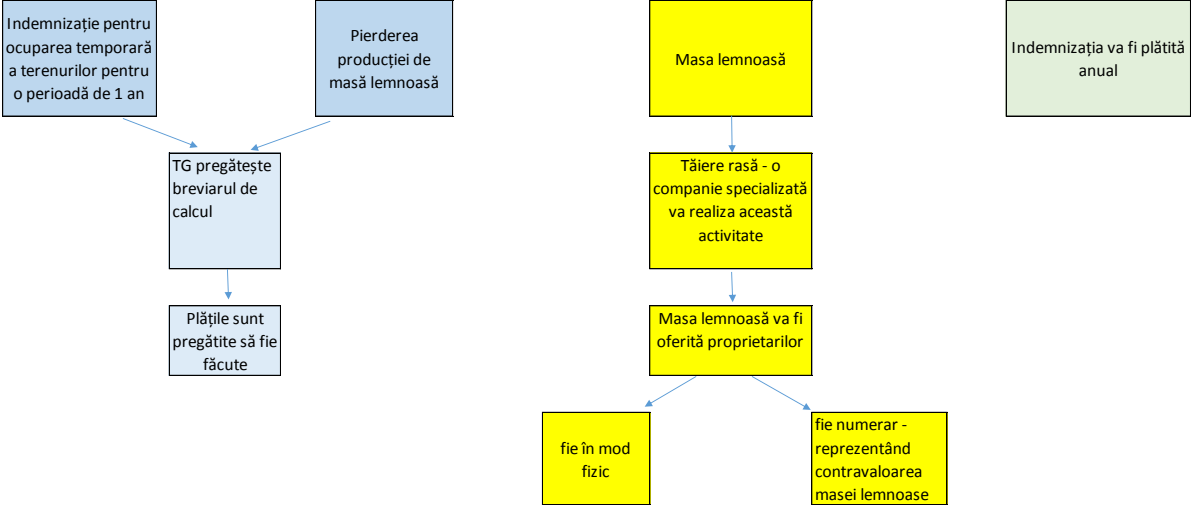 Indemnizație pentru
ocuparea temporară
a terenurilor pentru
o perioadă de 1 an
Pierderea
producției de
masă lemnoasă
Masa lemnoasă
Indemnizația va fi plătită
anual
TG pregătește
breviarul de
calcul
Tăiere rasă - o
companie specializată
va realiza această
activitate
Plățile sunt
pregătite să fie
făcute
Masa lemnoasă va fi
oferită proprietarilor
fie în mod
fizic
fie numerar -
reprezentând
contravaloarea
masei lemnoase